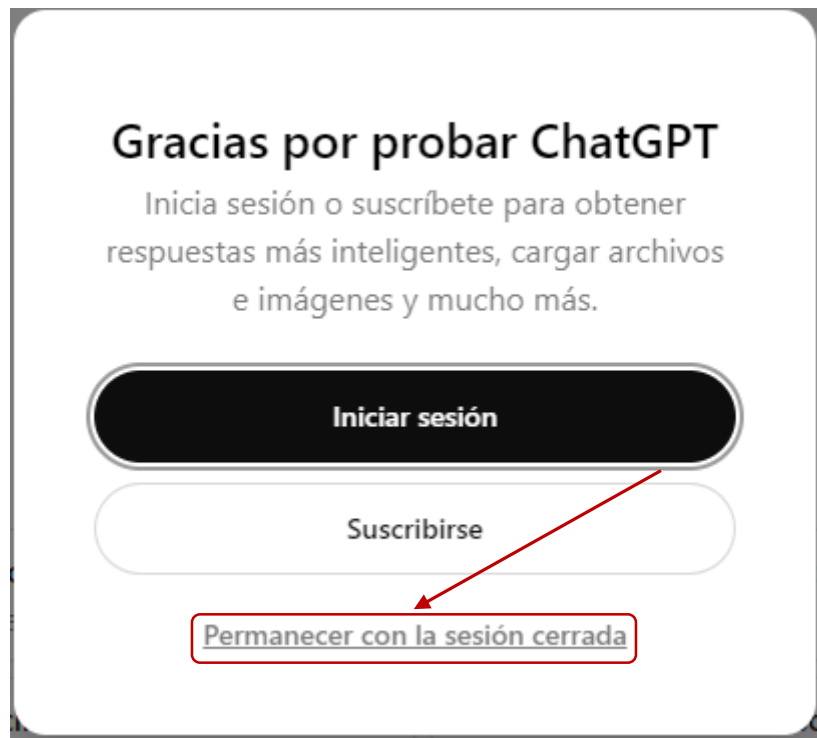 Gracias por probar ChatGPT
Inicia sesión o suscríbete para obtener
respuestas más inteligentes, cargar archivos
e imágenes y mucho más.
Iniciar sesión
Suscribirse
Permanecer con la sesión cerrada